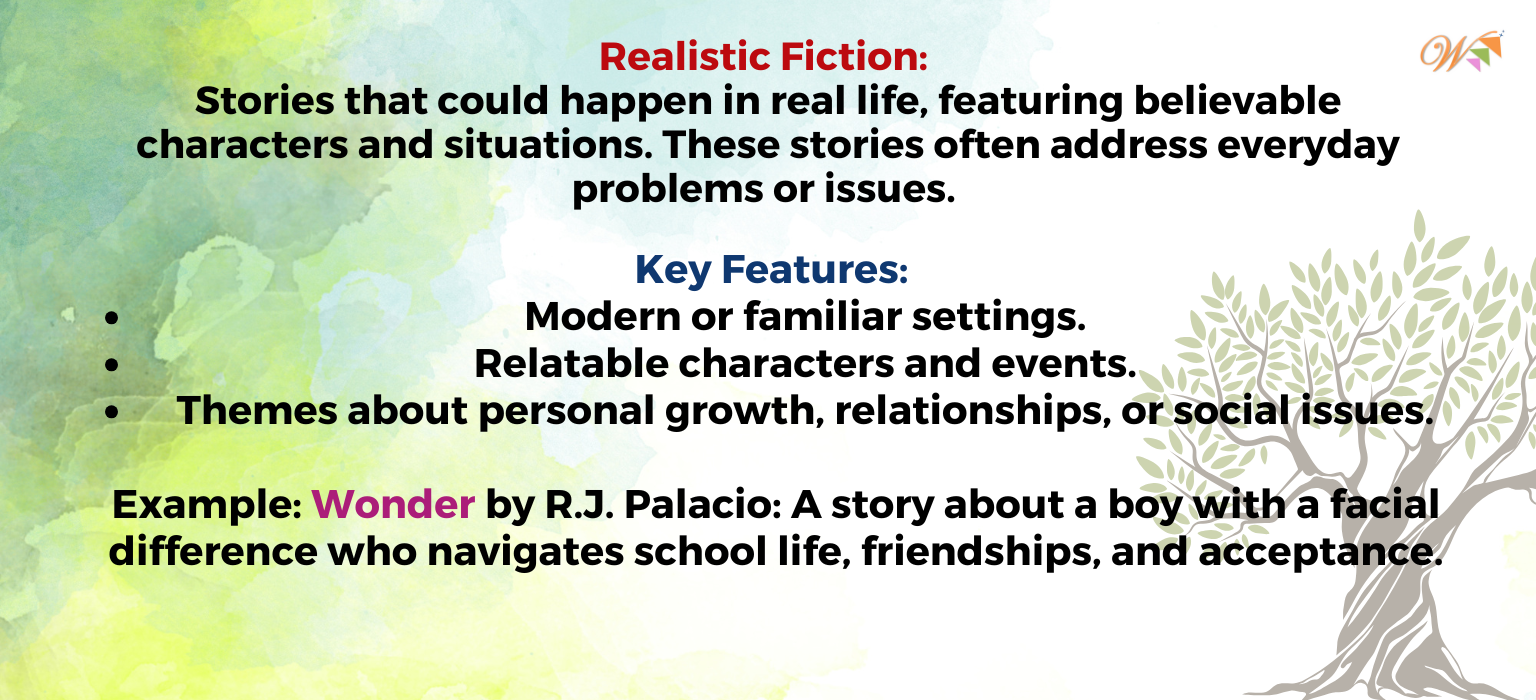 Realistic Fiction:
Stories that could happen in real life, featuring believable
characters and situations. These stories often address everyday
problems or issues.
Key Features:
• Modern or familiar settings.
• Relatable characters and events.
• Themes about personal growth, relationships, or social issues.
Example: Wonder by R.J. Palacio: A story about a boy with a facial
difference who navigates school life, friendships, and acceptance.
W